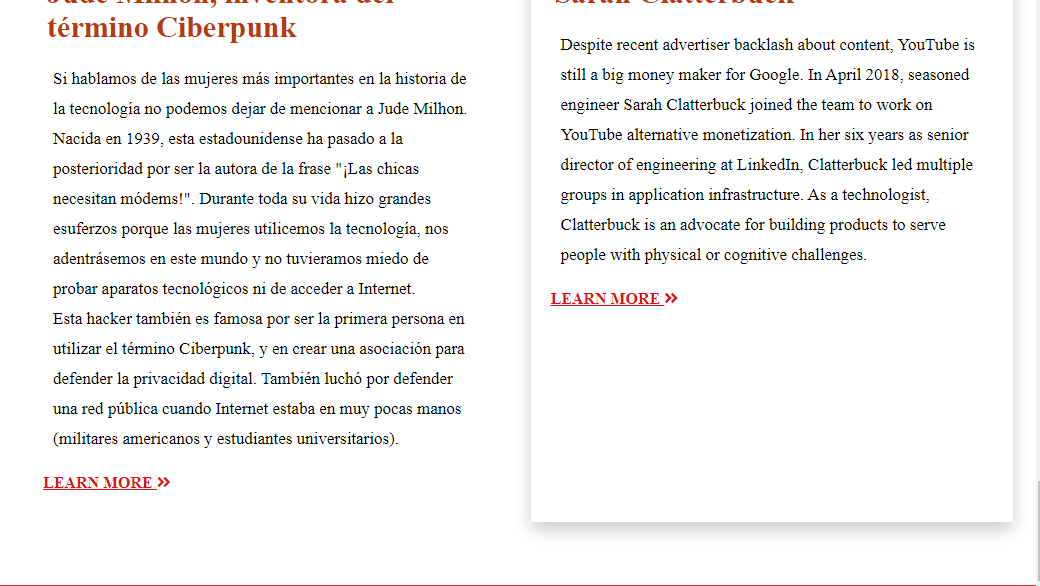 Jude Milhon, inventora del
término Ciberpunk
Si hablamos de las mujeres más importantes en la historia de
la tecnología no podemos dejar de mencionar a Jude Milhon.
Nacida en 1939, esta estadounidense ha pasado a la
posterioridad por ser la autora de la frase "¡Las chicas
necesitan módems!". Durante toda su vida hizo grandes
esuferzos porque las mujeres utilicemos la tecnología, nos
adentrásemos en este mundo y no tuvieramos miedo de
probar aparatos tecnológicos ni de acceder a Internet.
Esta hacker también es famosa por ser la primera persona en
utilizar el término Ciberpunk, y en crear una asociación para
defender la privacidad digital. También luchó por defender
una red pública cuando Internet estaba en muy pocas manos
(militares americanos y estudiantes universitarios).
LEARN MORE
Sarah Clatterbuck
Despite recent advertiser backlash about content, YouTube is
still a big money maker for Google. In April 2018, seasoned
engineer Sarah Clatterbuck joined the team to work on
YouTube alternative monetization. In her six years as senior
director of engineering at LinkedIn, Clatterbuck led multiple
groups in application infrastructure. As a technologist,
Clatterbuck is an advocate for building products to serve
people with physical or cognitive challenges.
LEARN MORE